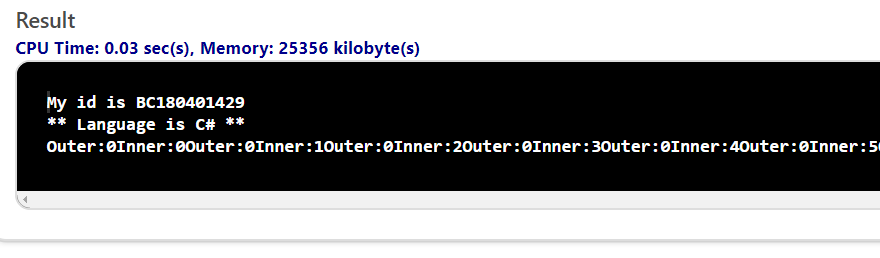 Result
CPU Time: 0.03 sec(s), Memory: 25356 kilobyte(s)
My id is BC180401429
** Language is C# **
Outer:0Inner:0Outer:0Inner:1Outer:0Inner:2Outer:0Inner:3Outer:0Inner:4Outer:0Inner:5